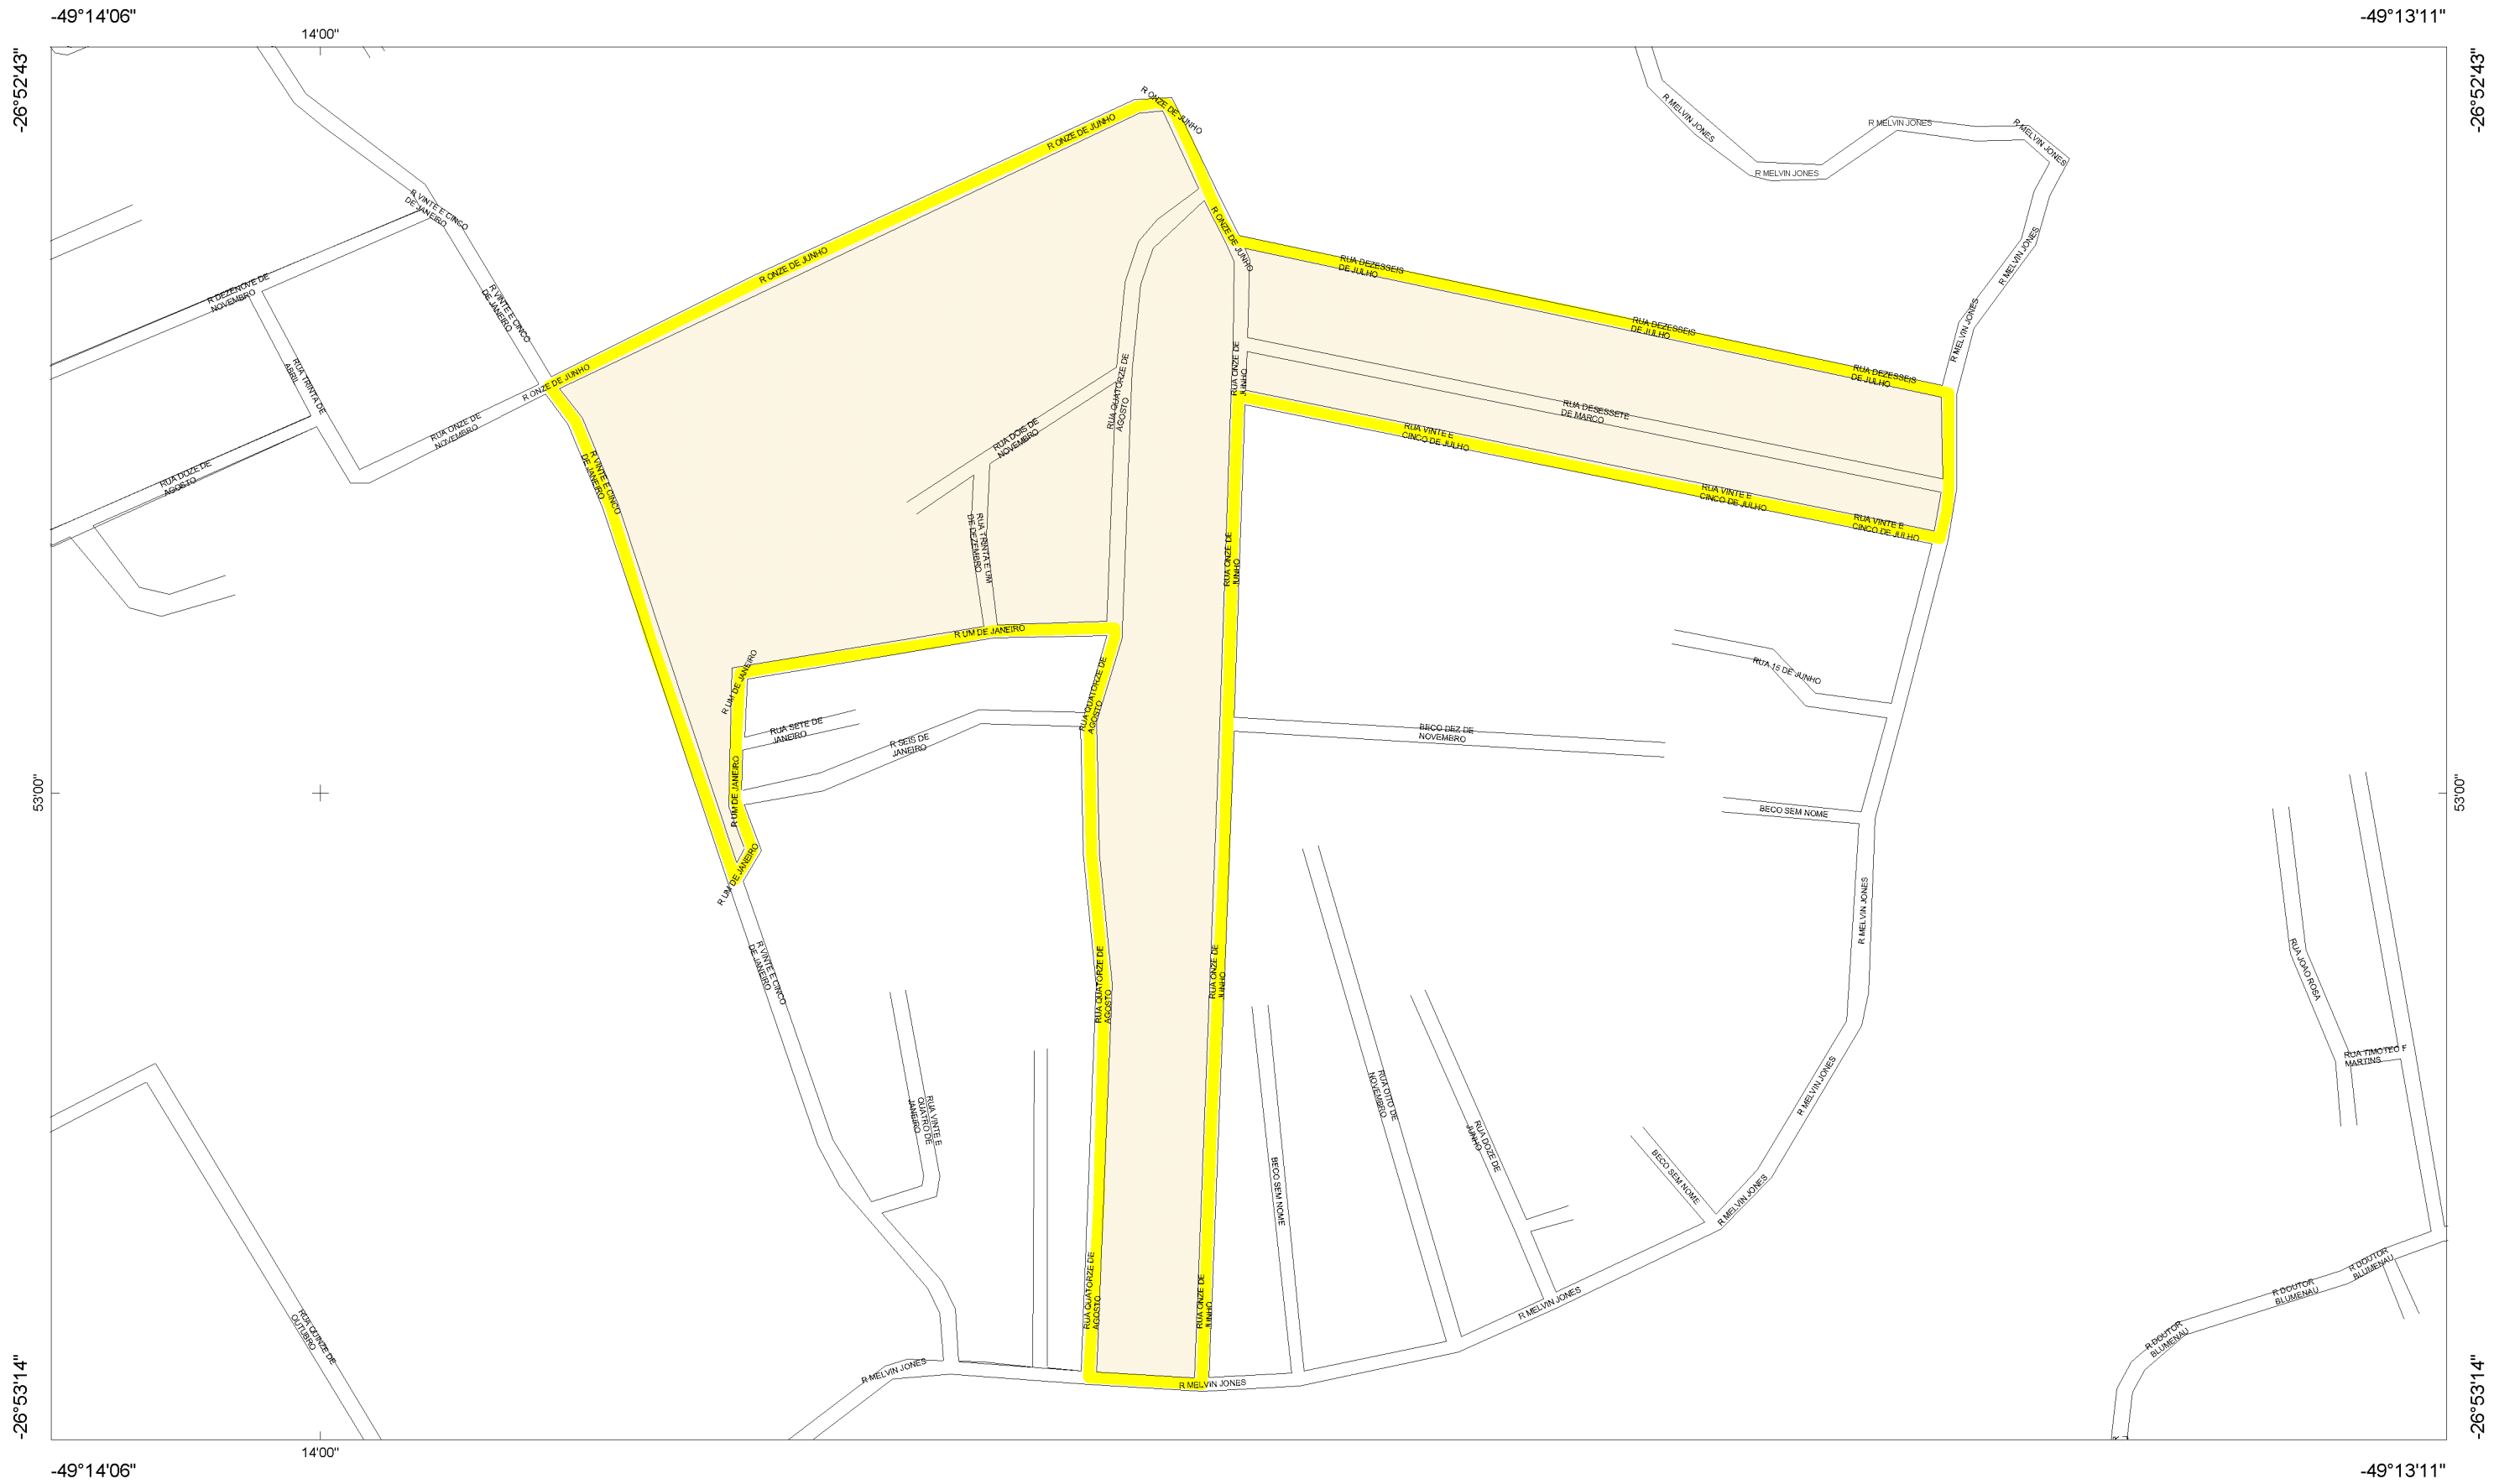 -49°14'06"
-49°13'11"
14'00"
-26°52'43"
-26°52'43"
R ONZE DE JUNHO
R ONZE DE JUNHO
R MELVIN JONES
R MELVIN JONES
R MELVIN JONES
R MELVIN JONES
R VINTE E CINCO
DE JANEIRO
R ONZE DE JUNHO
R ONZE DE JUNHO
RUA DEZESSEIS
DE JULHO
R MELVIN JONES
R DEZENOVE DE
NOVEMBRO
R VINTE E CINCO
DE JANEIRO
RUA DEZESSEIS
DE JULHO
R MELVIN JONES
RUA TRINTA DE
ABRIL
R ONZE DE JUNHO
RUA QUATORZE DE
AGOSTO
RUA ONZE DE
JUNHO
RUA DEZESSEIS
DE JULHO
RUA DESESSETE
DE MARCO
RUA ONZE DE
NOVEMBRO
RUA DOIS DE
NOVEMBRO
RUA VINTE E
CINCO DE JULHO
RUA DOZE DE
AGOSTO
R VINTE E CINCO
DE JANEIRO
RUA VINTE E
CINCO DE JULHO
RUA VINTE E
CINCO DE JULHO
RUA TRINTA E UM
DE DEZEMBRO
RUA ONZE DE
JUNHO
R UM DE JANEIRO
R UM DE JANEIRO
RUA QUATORZE DE
AGOSTO
RUA 15 DE JUNHO
RUA SETE DE
JANEIRO
R SEIS DE
JANEIRO
BECO DEZ DE
NOVEMBRO
53'00"
R UM DE JANEIRO
BECO SEM NOME
53'00"
R UM DE JANEIRO
R MELVIN JONES
R VINTE E CINCO
DE JANEIRO
RUA QUATORZE DE
AGOSTO
RUA ONZE DE
JUNHO
RUA JOAO ROSA
RUA TIMOTEO F
MARTINS
RUA VINTE E
QUATRO DE
JANEIRO
RUA OITO DE
NOVEMBRO
R MELVIN JONES
RUA DOZE DE
JUNHO
BECO SEM NOME
BECO SEM NOME
R MELVIN JONES
RUA QUINZE DE
OUTUBRO
RUA QUATORZE DE
AGOSTO
RUA ONZE DE
JUNHO
R MELVIN JONES
R DOUTOR
BLUMENAU
R DOUTOR
BLUMENAU
R DOUTOR
BLUMENAU
R MELVIN JONES
R MELVIN JONES
-26°53'14"
-26°53'14"
14'00"
-49°14'06"
-49°13'11"